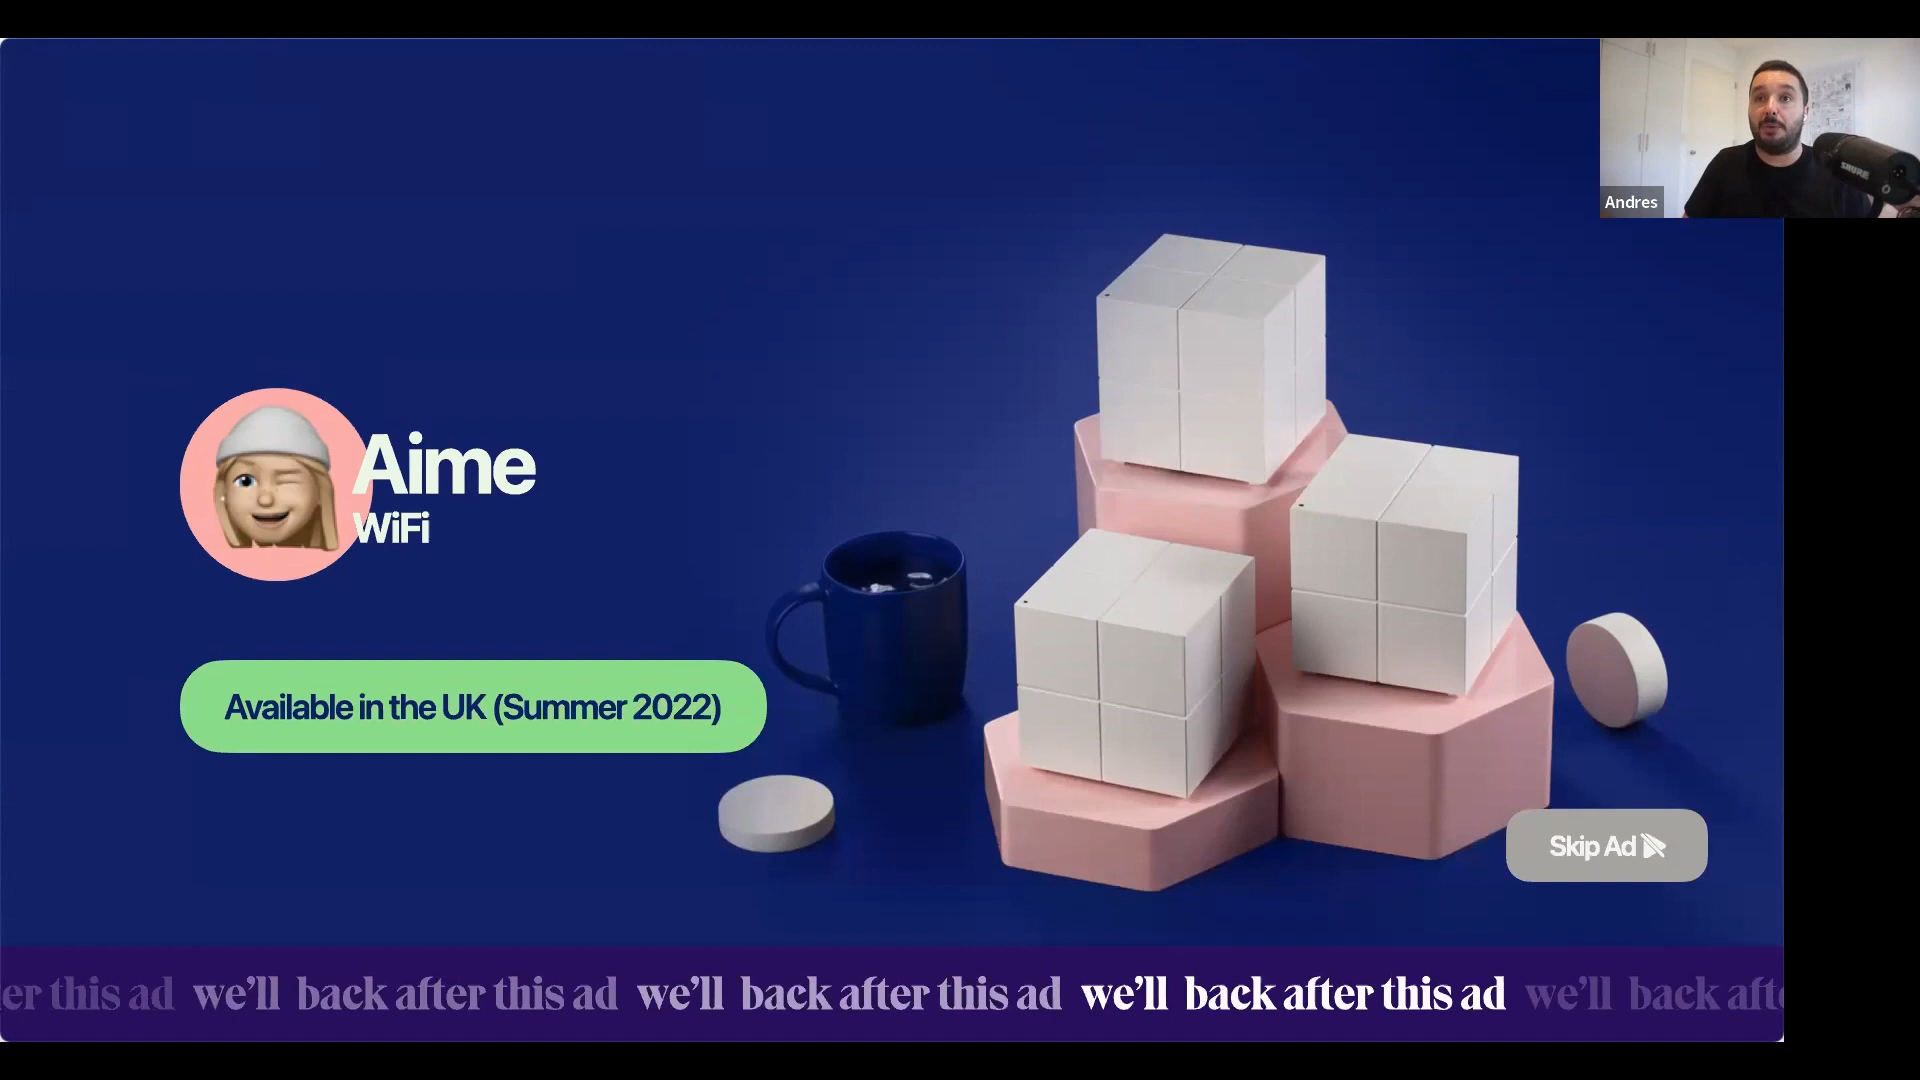 Andres
SHURE
Aime
WiFi
Available in the UK (Summer 2022)
Skip Ad
er this ad we'll back after this ad we'll back after this ad we'll back after this ad we'll back afte